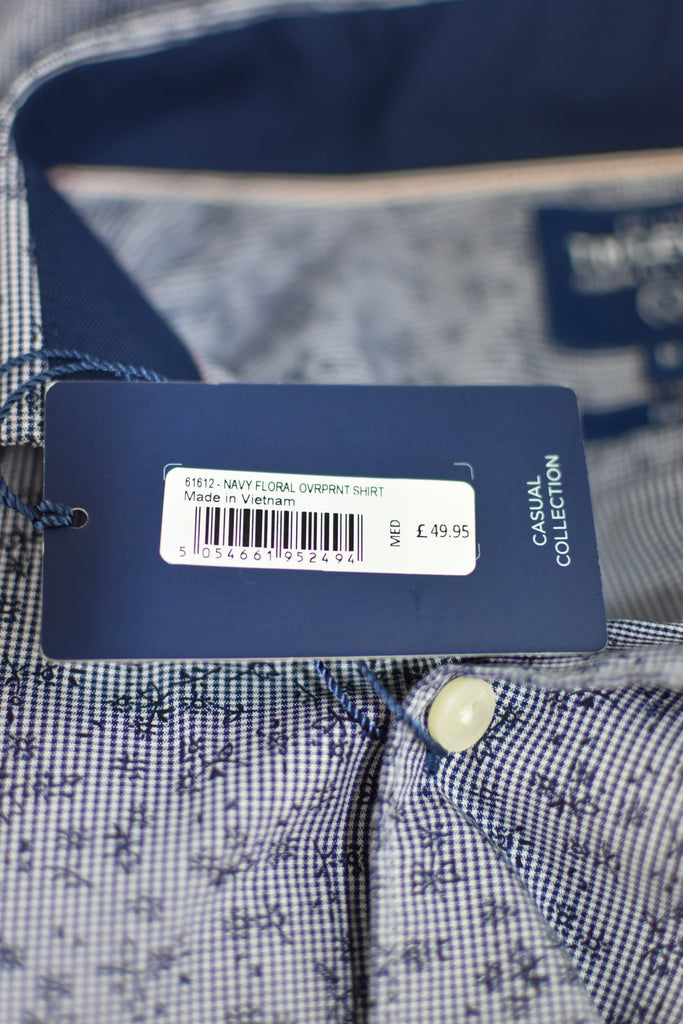 61612 - NAVY FLORAL OVRPRNT SHIRT
Made in Vietnam
5 054661 952494
MED
£49.95
CASUAL
COLLECTION